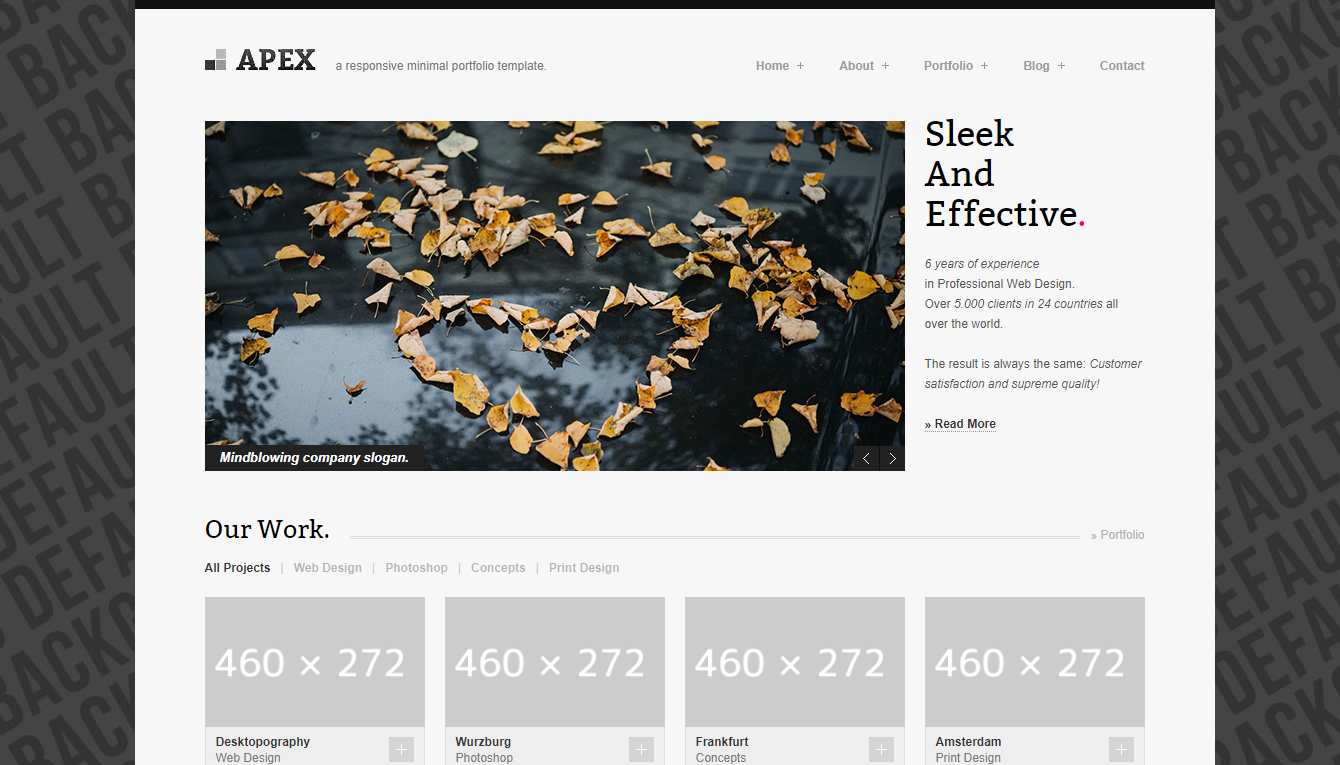 APEX
a responsive minimal portfolio template.
Home + About + Portfolio + Blog + Contact
Sleek
And
Effective.
6 years of experience
in Professional Web Design.
Over 5.000 clients in 24 countries all
over the world.
The result is always the same: Customer
satisfaction and supreme quality!
» Read More
Mindblowing company slogan.
Our Work.
» Portfolio
All Projects | Web Design | Photoshop | Concepts | Print Design
460 × 272
460 × 272
460 × 272
460 × 272
Desktopography
Web Design
Wurzburg
Photoshop
Frankfurt
Concepts
Amsterdam
Print Design